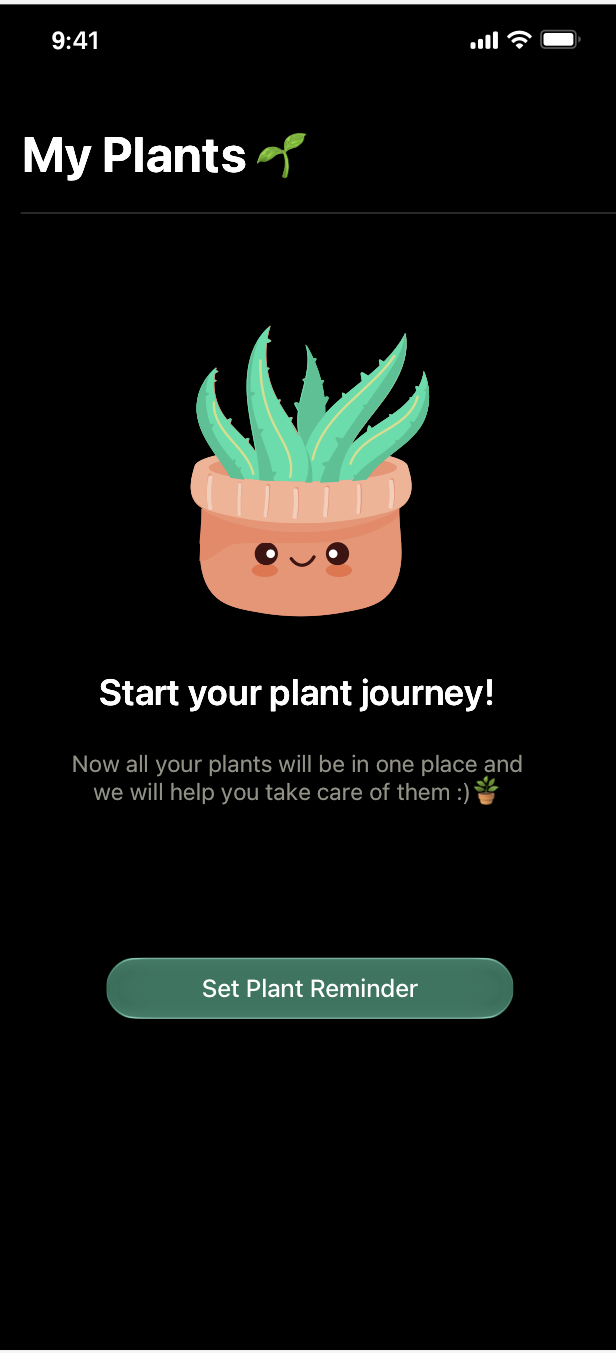 9:41
My Plants 🌱
Start your plant journey!
Now all your plants will be in one place and
we will help you take care of them :)🪴
Set Plant Reminder